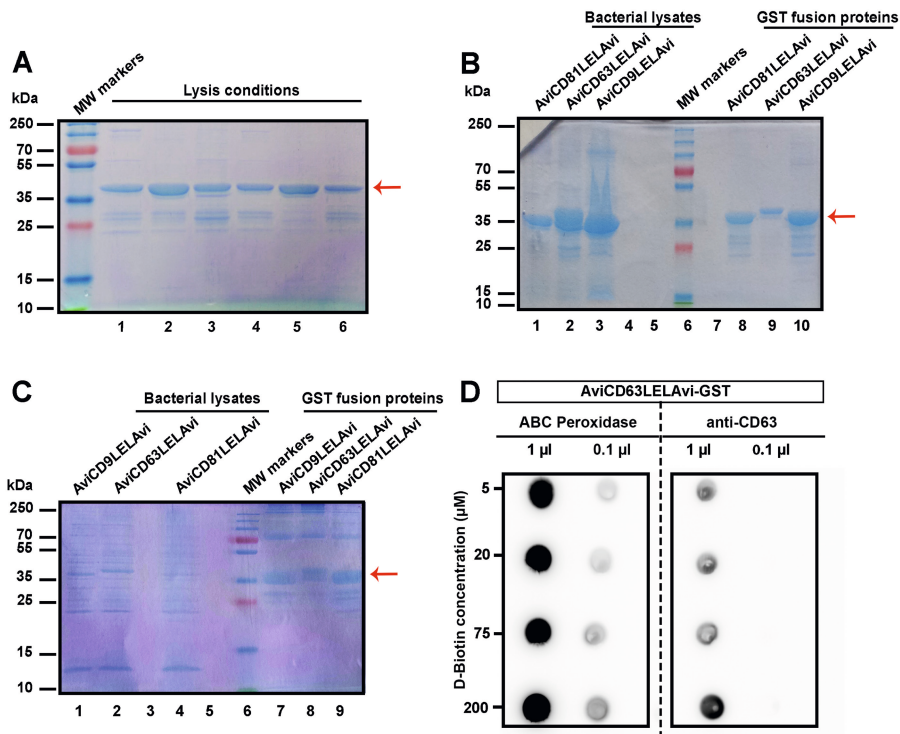 A
MW markers
kDa
Lysis conditions
250
70
55
35
25
15
10
1 2 3 4 5 6
B
Bacterial lysates
GST fusion proteins
AviCD81LELAvi
AviCD63LELAvi
AviCD9LELAvi
MW markers
AviCD81LELAvi
AviCD63LELAvi
AviCD9LELAvi
kDa
250
70
55
35
25
15
10
1 2 3 4 5 6 7 8 9 10
C
Bacterial lysates
GST fusion proteins
AviCD9LELAvi
AviCD63LELAvi
AviCD81LELAvi
MW markers
AviCD9LELAvi
AviCD63LELAvi
AviCD81LELAvi
kDa
250
70
55
35
25
15
10
1 2 3 4 5 6 7 8 9
D
AviCD63LELAvi-GST
ABC Peroxidase
anti-CD63
1 µl 0.1 µl 1 µl 0.1 µl
D-Biotin concentration (µM)
5
20
75
200